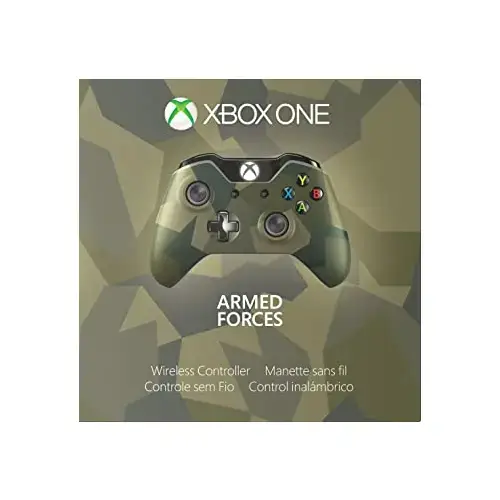 XBOX ONE
Y
X B
A
ARMED
FORCES
Wireless Controller Manette sans fil
Controle sem Fio Control inalámbrico